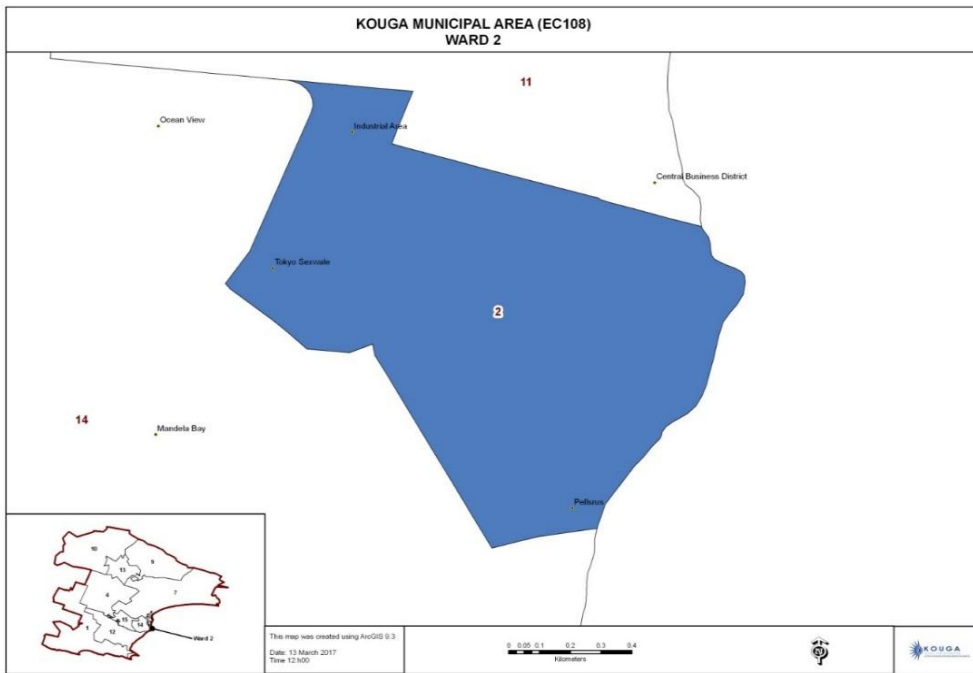 KOUGA MUNICIPAL AREA (EC108)
WARD 2
11
Ocean View
Industrial Area
Central Business District
Tokyo Sexwale
2
14
Mandela Bay
Pellsrus
10
9
13
4
7
15
14
1
12
Ward 2
This map was created using ArcGIS 9.3
Date: 13 March 2017
Time 12 h00
0 0.05 0.1 0.2 0.3 0.4
Kilometers
KOUGA